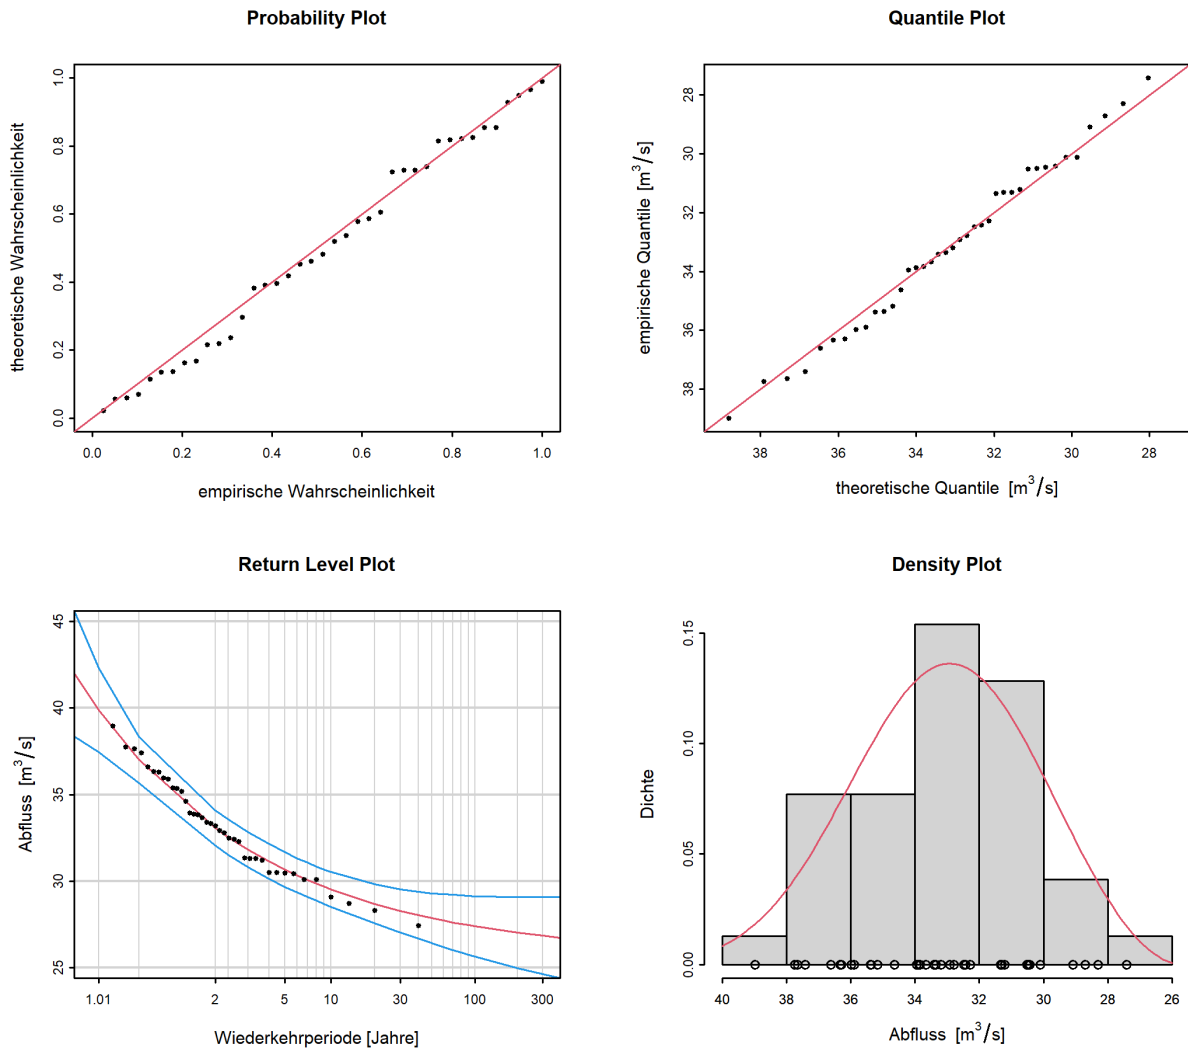 Probability Plot
theoretische Wahrscheinlichkeit
1.0
0.8
0.6
0.4
0.2
0.0
0.0 0.2 0.4 0.6 0.8 1.0
empirische Wahrscheinlichkeit
Quantile Plot
empirische Quantile [m³/s]
28
30
32
34
36
38
38 36 34 32 30 28
theoretische Quantile [m³/s]
Return Level Plot
Abfluss [m³/s]
45
40
35
30
25
1.01 2 5 10 30 100 300
Wiederkehrperiode [Jahre]
Density Plot
Dichte
0.15
0.10
0.05
0.00
40 38 36 34 32 30 28 26
Abfluss [m³/s]